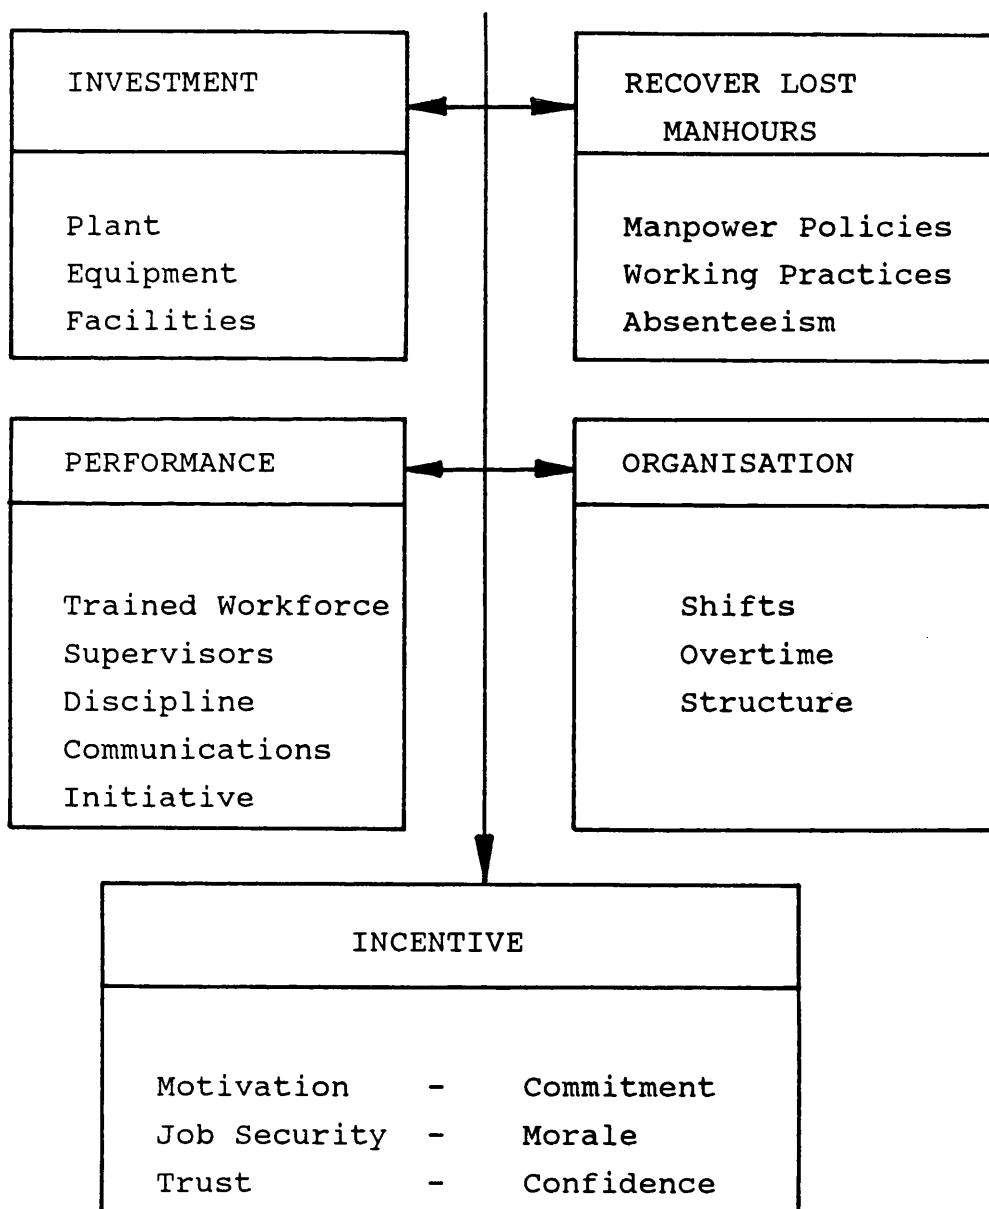 INVESTMENT
RECOVER LOST
MANHOURS
Plant
Equipment
Facilities
Manpower Policies
Working Practices
Absenteeism
PERFORMANCE
ORGANISATION
Trained Workforce
Supervisors
Discipline
Communications
Initiative
Shifts
Overtime
Structure
INCENTIVE
Motivation - Commitment
Job Security - Morale
Trust - Confidence